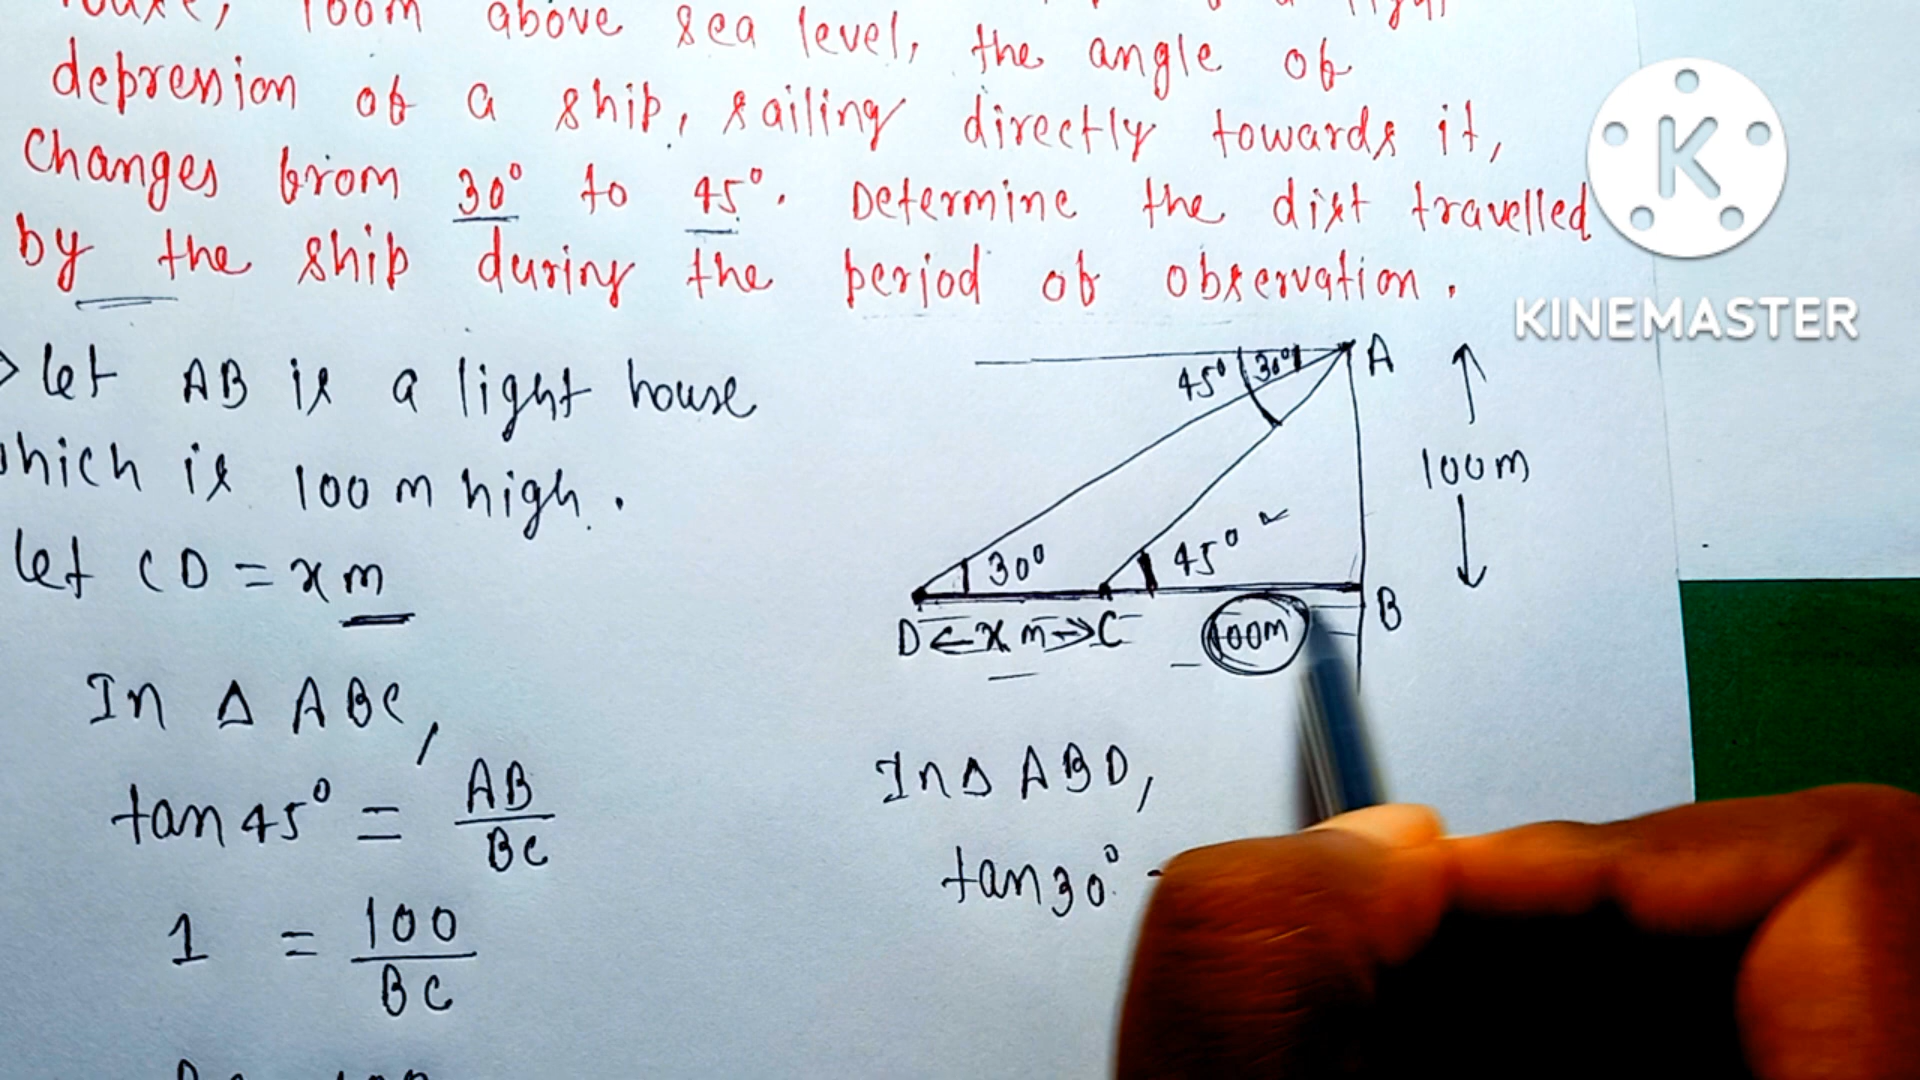 100m above sea level, the angle of
depression of a ship, sailing directly towards it,
changes from 30° to 45°. Determine the dist travelled
by the ship during the period of observation.
KINEMASTER
let AB is a light house
which is 100m high.
let CD = x m
In Δ ABC,
tan 45° = AB/BC
1 = 100/BC
45° 30° A
100m
30° 45°
D ← x m → C 100m B
In Δ ABD,
tan 30°